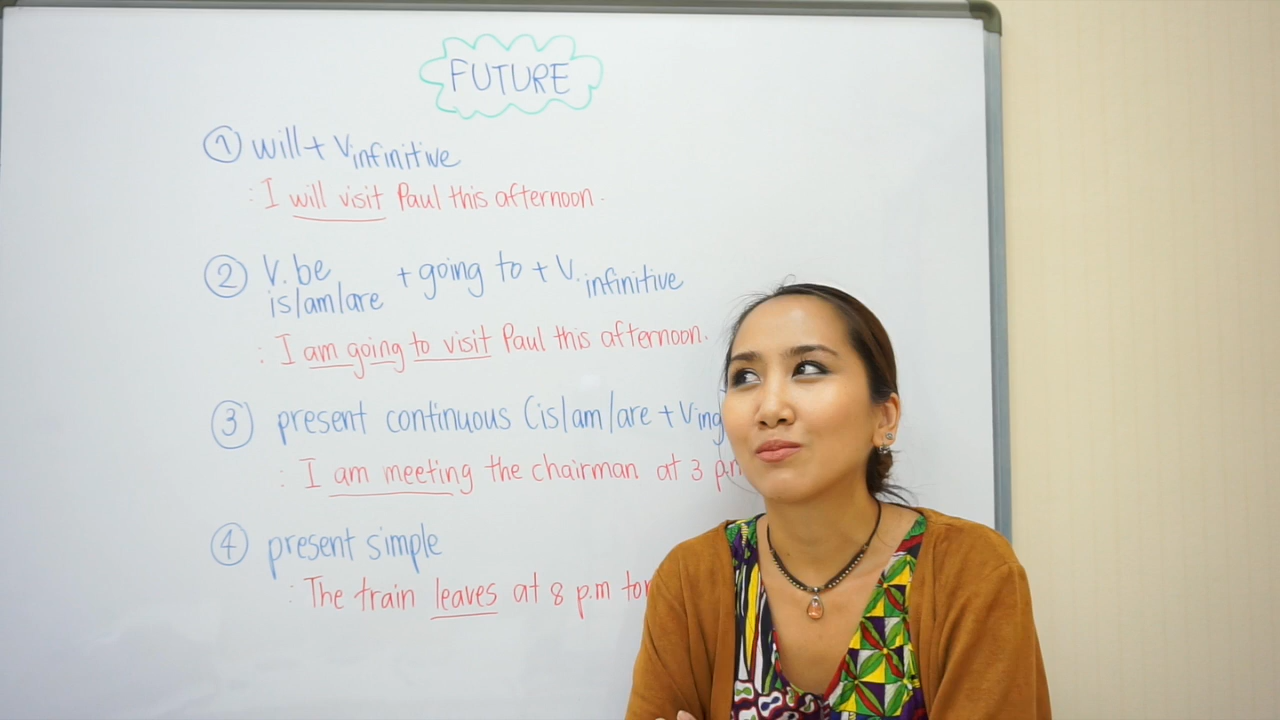 FUTURE
① will + Vinfinitive
: I will visit Paul this afternoon.
② V. be + going to + V. infinitive
is/am/are
: I am going to visit Paul this afternoon.
③ present continuous (is/am/are + Ving
: I am meeting the chairman at 3
④ present simple
: The train leaves at 8 p.m